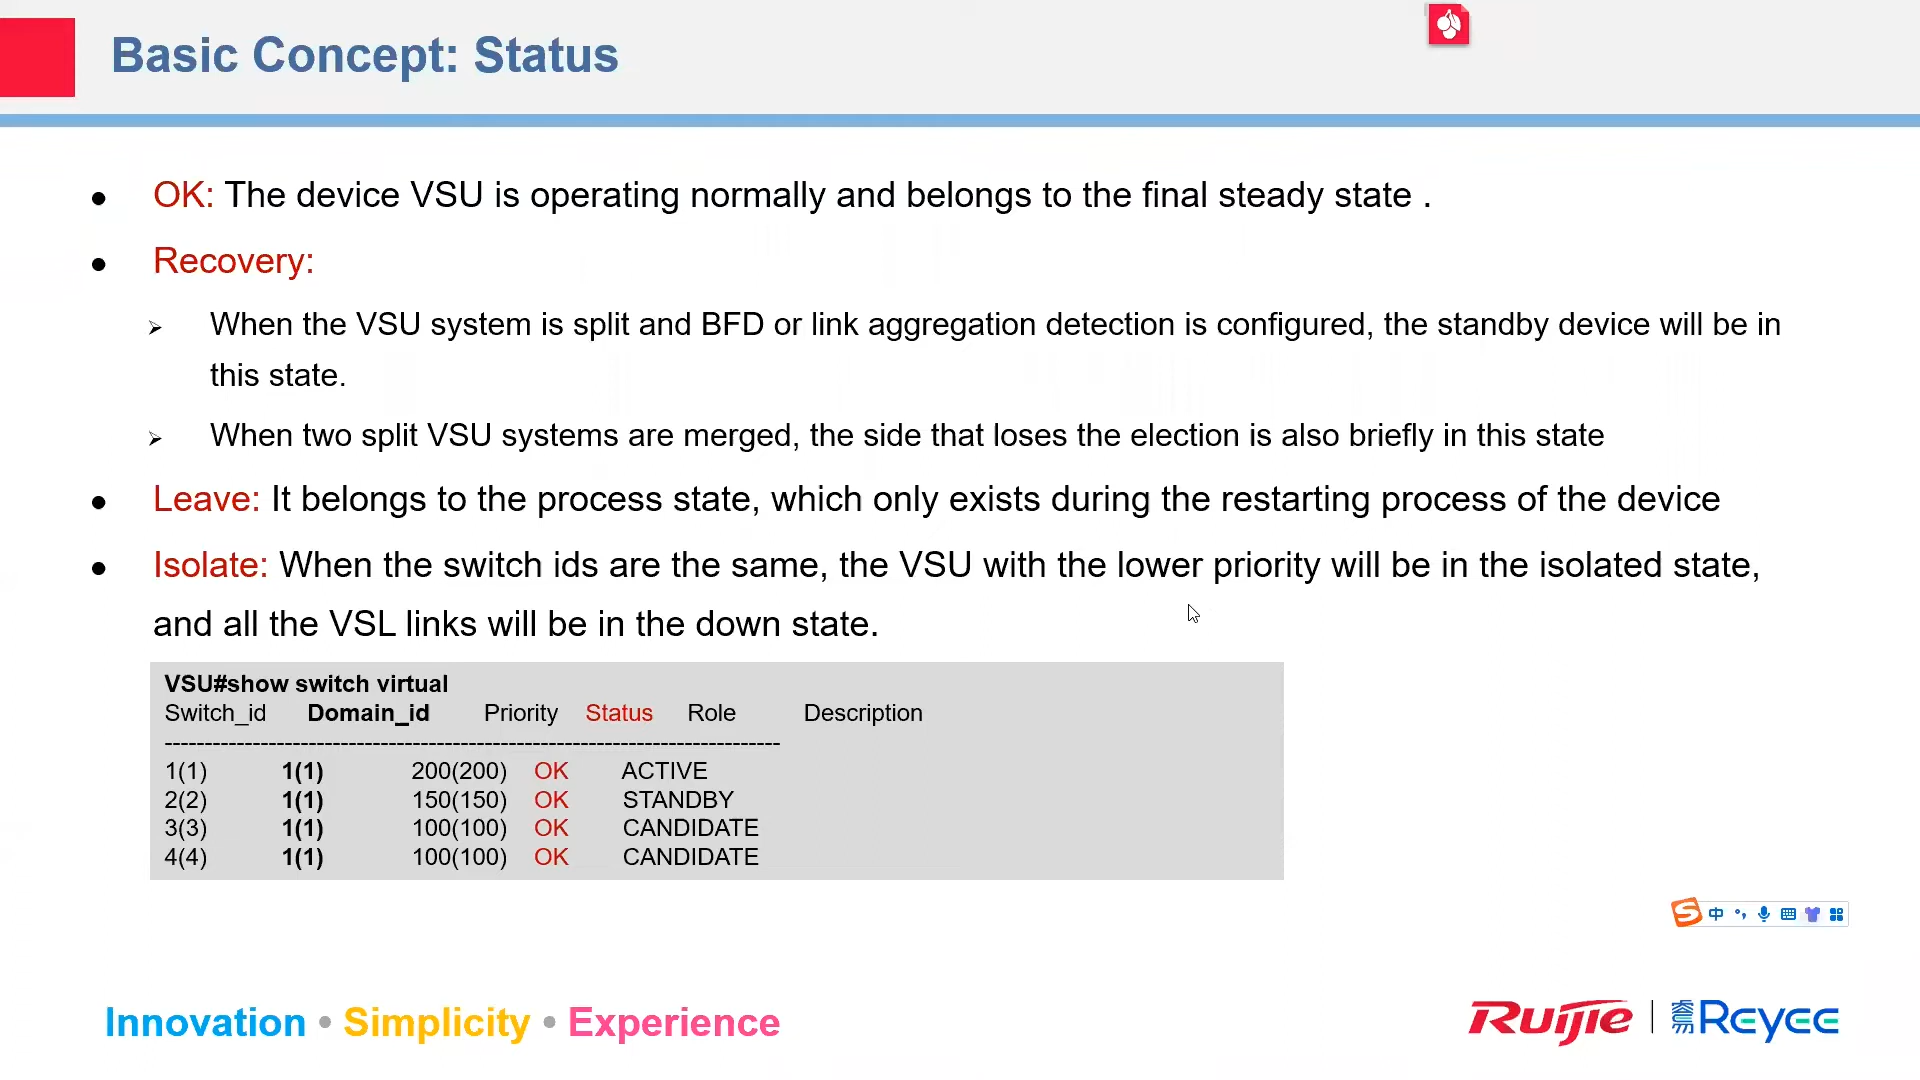 Basic Concept: Status
● OK: The device VSU is operating normally and belongs to the final steady state .
● Recovery:
➢ When the VSU system is split and BFD or link aggregation detection is configured, the standby device will be in
this state.
➢ When two split VSU systems are merged, the side that loses the election is also briefly in this state
● Leave: It belongs to the process state, which only exists during the restarting process of the device
● Isolate: When the switch ids are the same, the VSU with the lower priority will be in the isolated state,
and all the VSL links will be in the down state.
VSU#show switch virtual
Switch_id Domain_id Priority Status Role Description
-----------------------------------------------------------------------------
1(1) 1(1) 200(200) OK ACTIVE
2(2) 1(1) 150(150) OK STANDBY
3(3) 1(1) 100(100) OK CANDIDATE
4(4) 1(1) 100(100) OK CANDIDATE
S 中 °,
Innovation • Simplicity • Experience
Ruijie | 睿易 Reyee